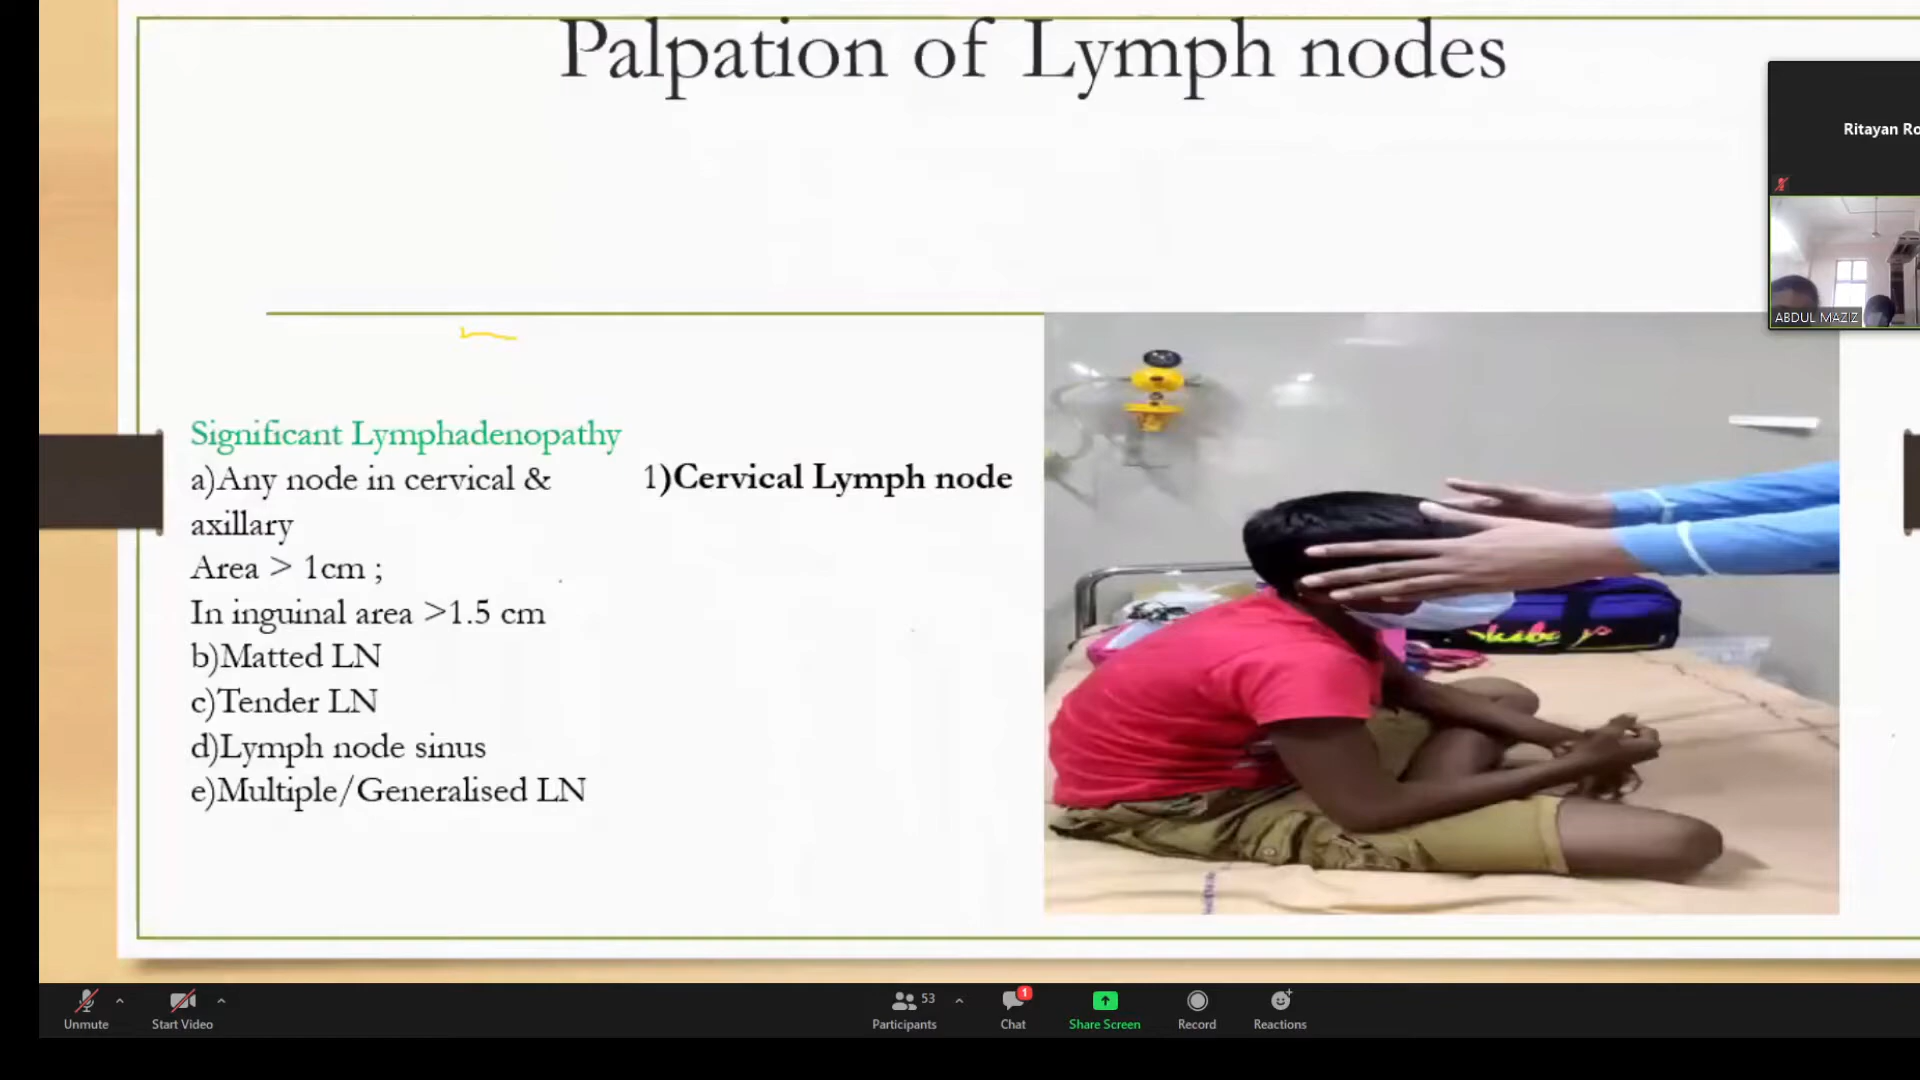 Palpation of Lymph nodes
Ritayan Ro
ABDUL MAZIZ
Significant Lymphadenopathy
a)Any node in cervical &
axillary
Area > 1cm ;
In inguinal area >1.5 cm
b)Matted LN
c)Tender LN
d)Lymph node sinus
e)Multiple/Generalised LN
1)Cervical Lymph node
Unmute
Start Video
53
Participants
1
Chat
Share Screen
Record
Reactions